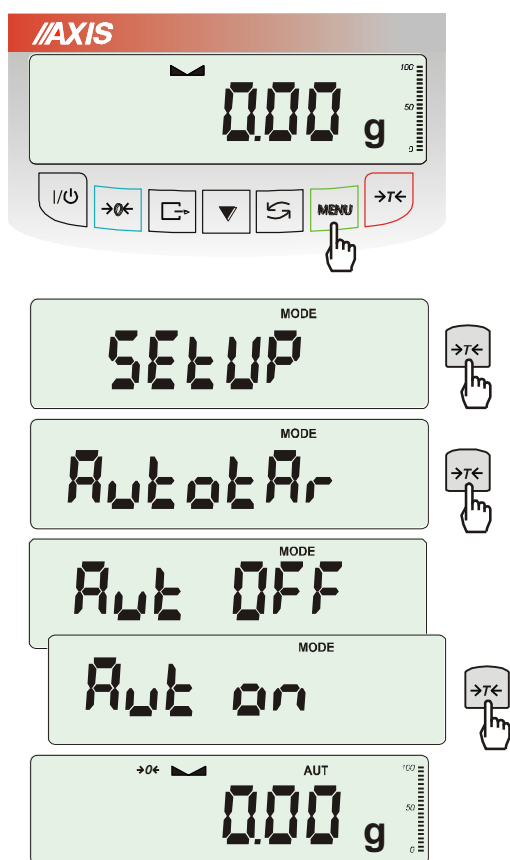 //AXIS
100
0.00 g
50
0
I/⏻ →0← MENU →T←
MODE
SEtUP
→T←
MODE
AutotAr
→T←
MODE
Aut OFF
MODE
Aut on
→T←
→0← AUT 100
0.00 g
50
0